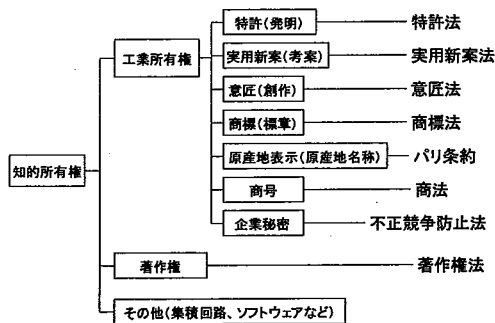 特許(発明) 特許法
工業所有権 実用新案(考案) 実用新案法
意匠(創作) 意匠法
商標(標章) 商標法
原産地表示(原産地名称) パリ条約
知的所有権
商号 商法
企業秘密 不正競争防止法
著作権 著作権法
その他(集積回路、ソフトウェアなど)